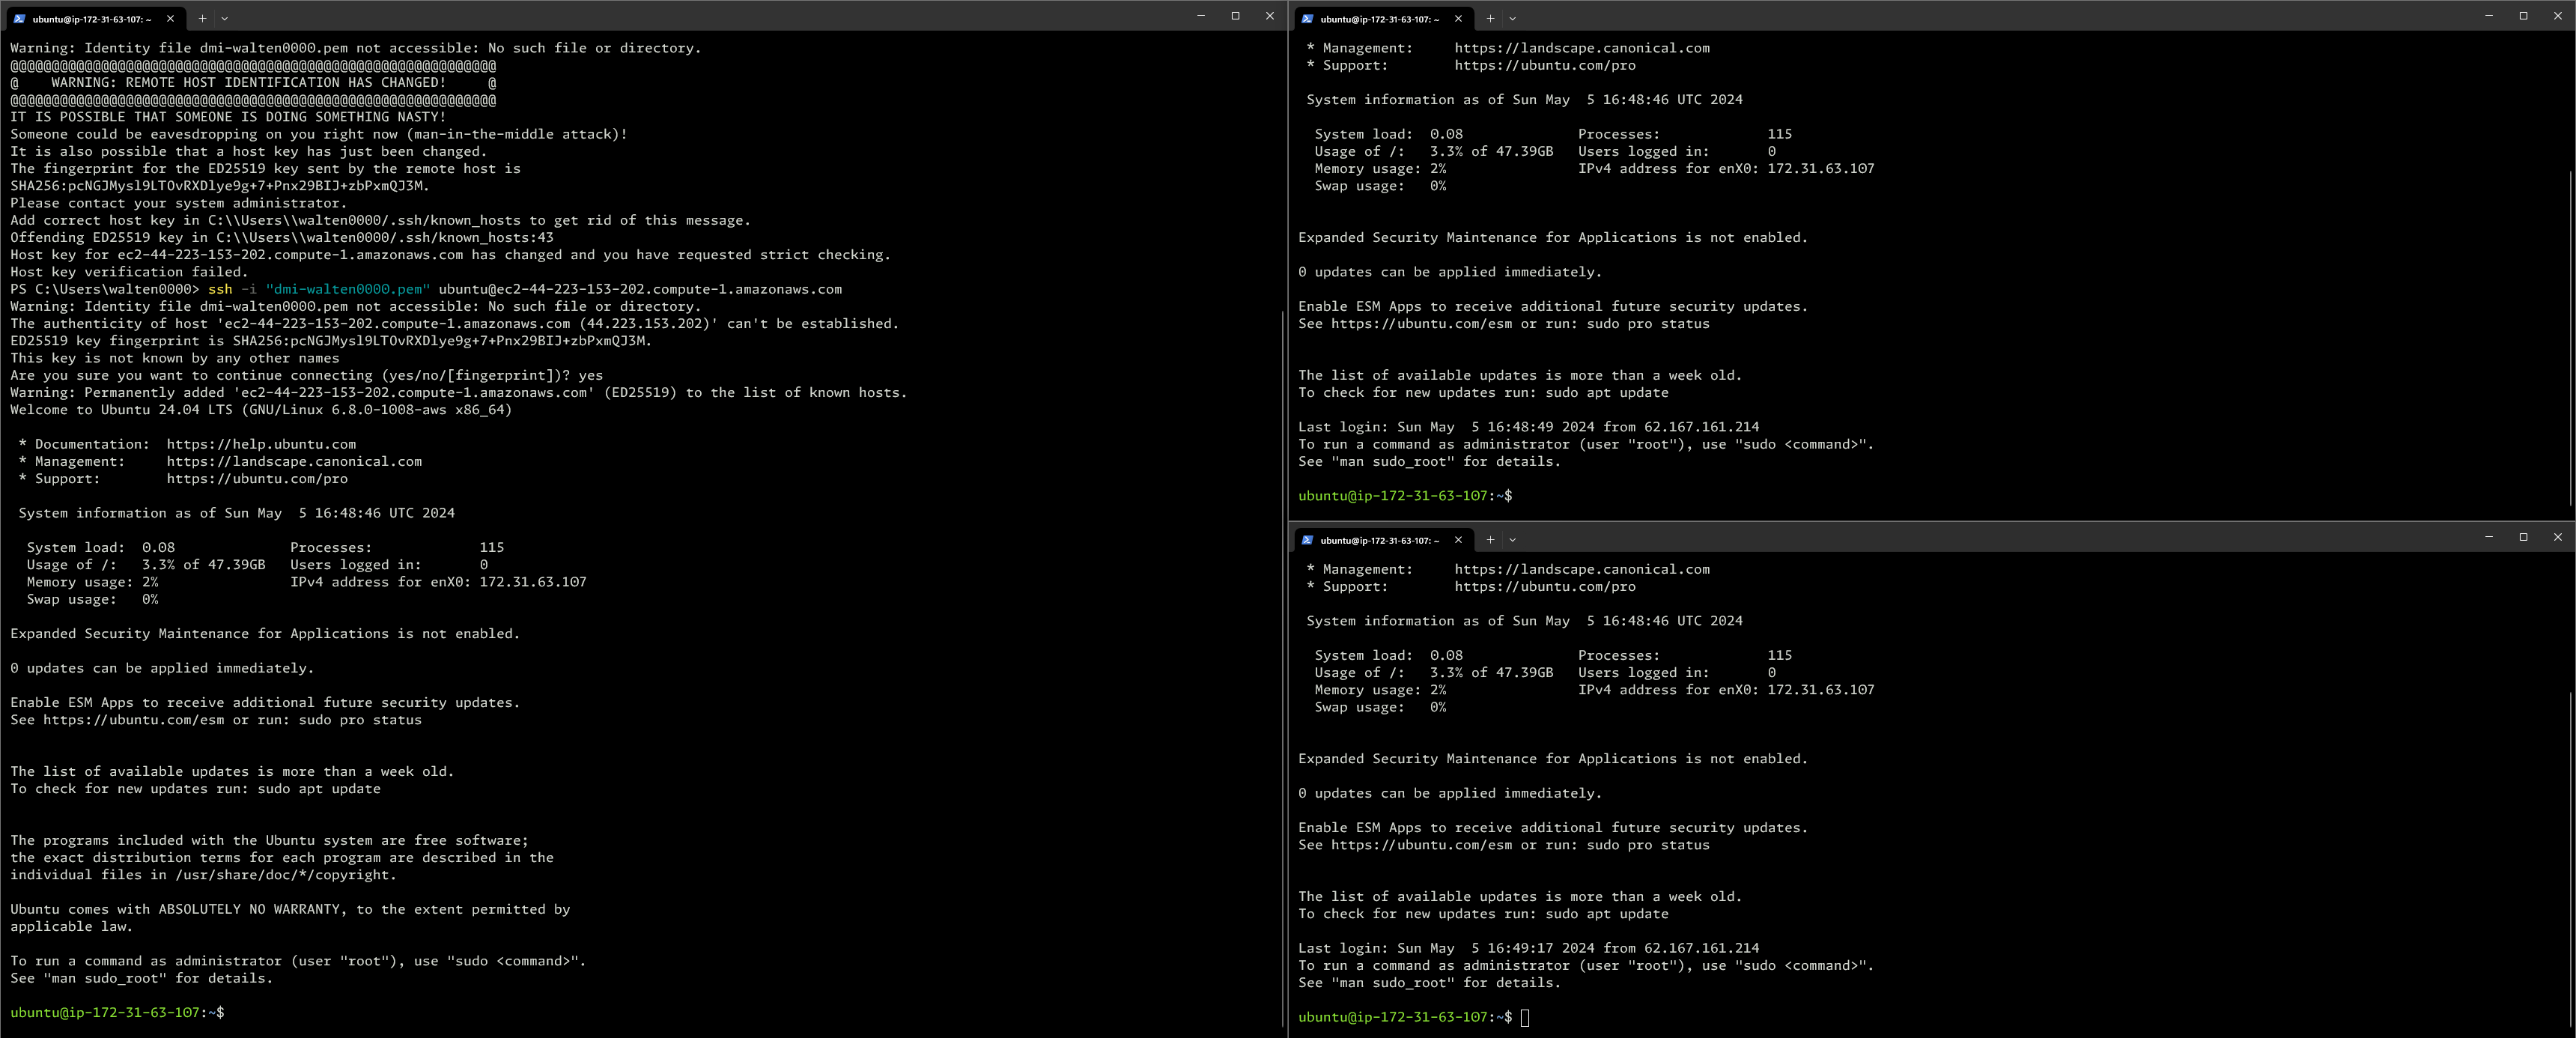 ubuntu@ip-172-31-63-107: ~
Warning: Identity file dmi-walten0000.pem not accessible: No such file or directory.
@@@@@@@@@@@@@@@@@@@@@@@@@@@@@@@@@@@@@@@@@@@@@@@@@@@@@@@@@@@
@    WARNING: REMOTE HOST IDENTIFICATION HAS CHANGED!     @
@@@@@@@@@@@@@@@@@@@@@@@@@@@@@@@@@@@@@@@@@@@@@@@@@@@@@@@@@@@
IT IS POSSIBLE THAT SOMEONE IS DOING SOMETHING NASTY!
Someone could be eavesdropping on you right now (man-in-the-middle attack)!
It is also possible that a host key has just been changed.
The fingerprint for the ED25519 key sent by the remote host is
SHA256:pcNGJMysl9LTOvRXDlye9g+7+Pnx29BIJ+zbPxmQJ3M.
Please contact your system administrator.
Add correct host key in C:\\Users\\walten0000/.ssh/known_hosts to get rid of this message.
Offending ED25519 key in C:\\Users\\walten0000/.ssh/known_hosts:43
Host key for ec2-44-223-153-202.compute-1.amazonaws.com has changed and you have requested strict checking.
Host key verification failed.
PS C:\Users\walten0000> ssh -i "dmi-walten0000.pem" ubuntu@ec2-44-223-153-202.compute-1.amazonaws.com
Warning: Identity file dmi-walten0000.pem not accessible: No such file or directory.
The authenticity of host 'ec2-44-223-153-202.compute-1.amazonaws.com (44.223.153.202)' can't be established.
ED25519 key fingerprint is SHA256:pcNGJMysl9LTOvRXDlye9g+7+Pnx29BIJ+zbPxmQJ3M.
This key is not known by any other names
Are you sure you want to continue connecting (yes/no/[fingerprint])? yes
Warning: Permanently added 'ec2-44-223-153-202.compute-1.amazonaws.com' (ED25519) to the list of known hosts.
Welcome to Ubuntu 24.04 LTS (GNU/Linux 6.8.0-1008-aws x86_64)
* Documentation:  https://help.ubuntu.com
* Management:     https://landscape.canonical.com
* Support:        https://ubuntu.com/pro
System information as of Sun May  5 16:48:46 UTC 2024
System load:  0.08              Processes:             115
Usage of /:   3.3% of 47.39GB   Users logged in:       0
Memory usage: 2%                IPv4 address for enX0: 172.31.63.107
Swap usage:   0%
Expanded Security Maintenance for Applications is not enabled.
0 updates can be applied immediately.
Enable ESM Apps to receive additional future security updates.
See https://ubuntu.com/esm or run: sudo pro status
The list of available updates is more than a week old.
To check for new updates run: sudo apt update
The programs included with the Ubuntu system are free software;
the exact distribution terms for each program are described in the
individual files in /usr/share/doc/*/copyright.
Ubuntu comes with ABSOLUTELY NO WARRANTY, to the extent permitted by
applicable law.
To run a command as administrator (user "root"), use "sudo <command>".
See "man sudo_root" for details.
ubuntu@ip-172-31-63-107:~$
ubuntu@ip-172-31-63-107: ~
* Management:     https://landscape.canonical.com
* Support:        https://ubuntu.com/pro
System information as of Sun May  5 16:48:46 UTC 2024
System load:  0.08              Processes:             115
Usage of /:   3.3% of 47.39GB   Users logged in:       0
Memory usage: 2%                IPv4 address for enX0: 172.31.63.107
Swap usage:   0%
Expanded Security Maintenance for Applications is not enabled.
0 updates can be applied immediately.
Enable ESM Apps to receive additional future security updates.
See https://ubuntu.com/esm or run: sudo pro status
The list of available updates is more than a week old.
To check for new updates run: sudo apt update
Last login: Sun May  5 16:48:49 2024 from 62.167.161.214
To run a command as administrator (user "root"), use "sudo <command>".
See "man sudo_root" for details.
ubuntu@ip-172-31-63-107:~$
ubuntu@ip-172-31-63-107: ~
* Management:     https://landscape.canonical.com
* Support:        https://ubuntu.com/pro
System information as of Sun May  5 16:48:46 UTC 2024
System load:  0.08              Processes:             115
Usage of /:   3.3% of 47.39GB   Users logged in:       0
Memory usage: 2%                IPv4 address for enX0: 172.31.63.107
Swap usage:   0%
Expanded Security Maintenance for Applications is not enabled.
0 updates can be applied immediately.
Enable ESM Apps to receive additional future security updates.
See https://ubuntu.com/esm or run: sudo pro status
The list of available updates is more than a week old.
To check for new updates run: sudo apt update
Last login: Sun May  5 16:49:17 2024 from 62.167.161.214
To run a command as administrator (user "root"), use "sudo <command>".
See "man sudo_root" for details.
ubuntu@ip-172-31-63-107:~$